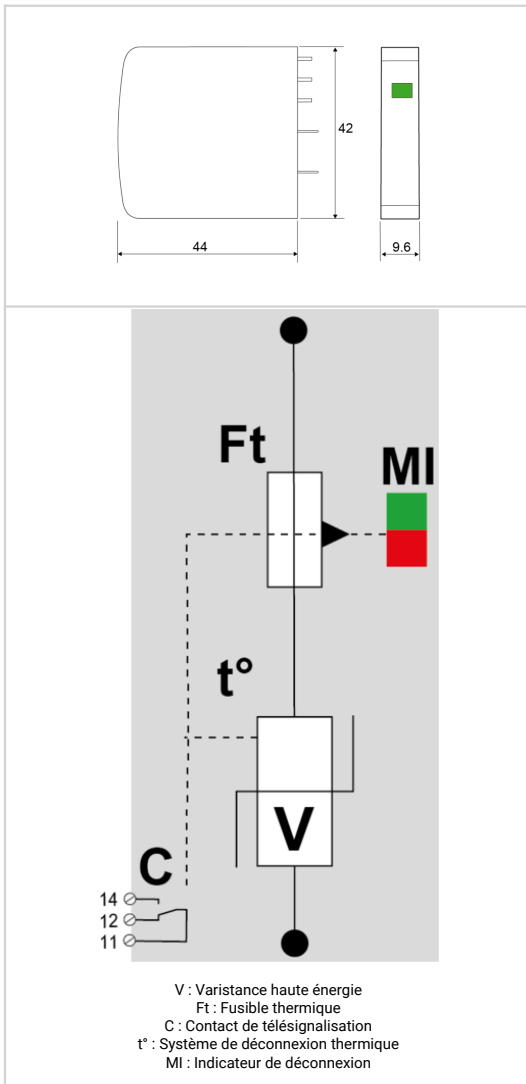 42
44
9.6
Ft
MI
t°
V
C
14
12
11
V : Varistance haute énergie
Ft : Fusible thermique
C : Contact de télésignalisation
t° : Système de déconnexion thermique
MI : Indicateur de déconnexion